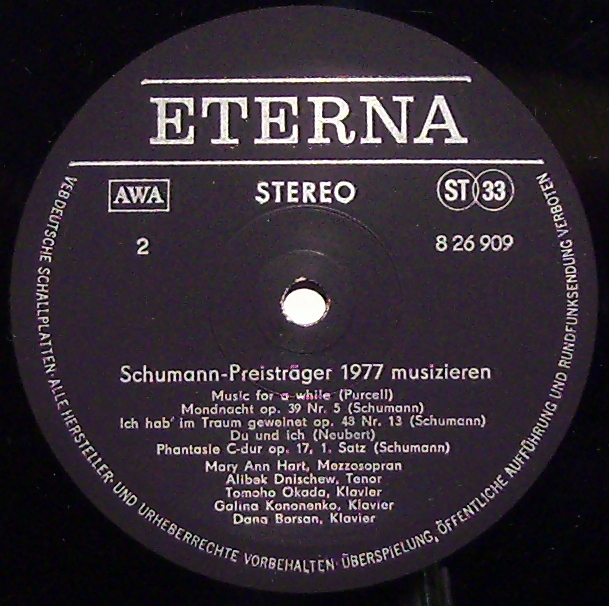 ETERNA
AWA
STEREO
ST 33
2
8 26 909
Schumann-Preisträger 1977 musizieren
Music for a while (Purcell)
Mondnacht op. 39 Nr. 5 (Schumann)
Ich hab' im Traum geweinet op. 48 Nr. 13 (Schumann)
Du und ich (Neubert)
Phantasie C-dur op. 17, 1. Satz (Schumann)
Mary Ann Hart, Mezzosopran
Alibek Dnischew, Tenor
Tomoho Okada, Klavier
Galina Kononenko, Klavier
Dana Borsan, Klavier
VEB DEUTSCHE SCHALLPLATTEN · ALLE HERSTELLER- UND URHEBERRECHTE VORBEHALTEN · ÜBERSPIELUNG, ÖFFENTLICHE AUFFÜHRUNG UND RUNDFUNKSENDUNG VERBOTEN